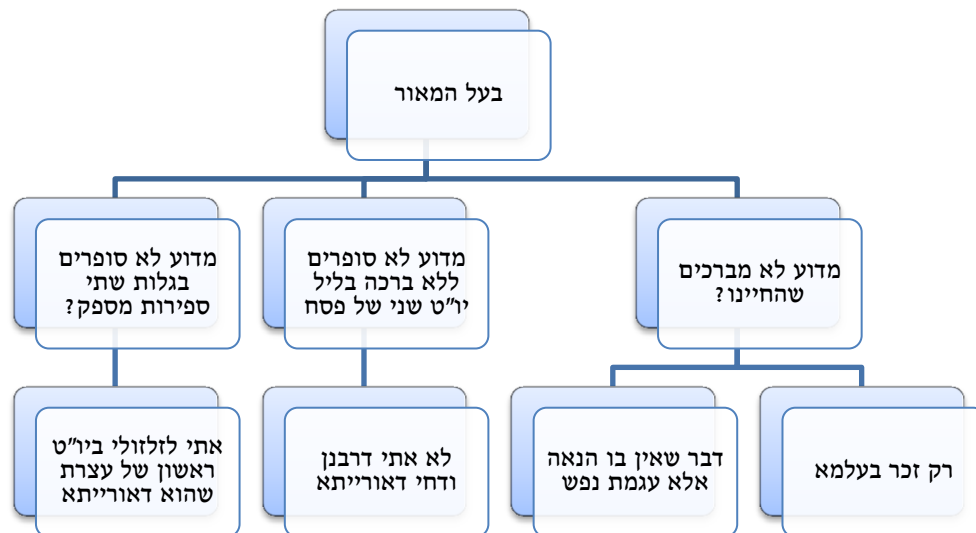 בעל המאור
מדוע לא מברכים
שהחיינו?
מדוע לא סופרים
ללא ברכה בליל
יו"ט שני של פסח
מדוע לא סופרים
בגלות שתי
ספירות מספק?
רק זכר בעלמא
דבר שאין בו הנאה
אלא עגמת נפש
לא אתי דרבנן
ודחי דאורייתא
אתי לזלזולי ביו"ט
ראשון של עצרת
שהוא דאורייתא